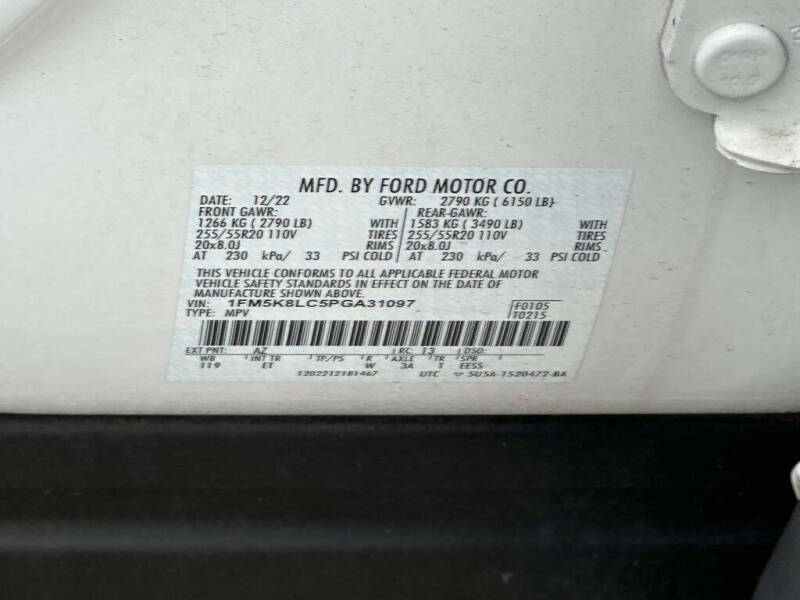 MFD. BY FORD MOTOR CO.
DATE: 12/22 GVWR: 2790 KG ( 6150 LB)
FRONT GAWR: REAR-GAWR:
1266 KG ( 2790 LB) WITH 1583 KG ( 3490 LB) WITH
255/55R20 110V TIRES 255/55R20 110V TIRES
20x8.0J RIMS 20x8.0J RIMS
AT 230 kPa/ 33 PSI COLD AT 230 kPa/ 33 PSI COLD
THIS VEHICLE CONFORMS TO ALL APPLICABLE FEDERAL MOTOR
VEHICLE SAFETY STANDARDS IN EFFECT ON THE DATE OF
MANUFACTURE SHOWN ABOVE.
VIN: 1FM5K8LC5PGA31097 F0105
TYPE: MPV T0215
EXT PNT: AZ RC: 13 DSO:
WB INT TR TP/PS R AXLE TR SPR
119 ET W 3A T EESS
12022121B1467 UTC SU5A-1520472-BA